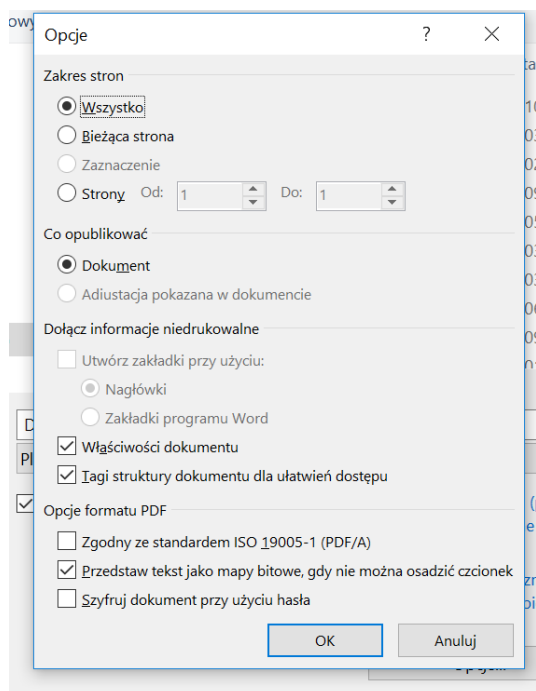 Opcje
?
Zakres stron
Wszystko
Bieżąca strona
Zaznaczenie
Strony Od: 1 Do: 1
Co opublikować
Dokument
Adiustacja pokazana w dokumencie
Dołącz informacje niedrukowalne
Utwórz zakładki przy użyciu:
Nagłówki
Zakładki programu Word
Właściwości dokumentu
Tagi struktury dokumentu dla ułatwień dostępu
Opcje formatu PDF
Zgodny ze standardem ISO 19005-1 (PDF/A)
Przedstaw tekst jako mapy bitowe, gdy nie można osadzić czcionek
Szyfruj dokument przy użyciu hasła
OK Anuluj